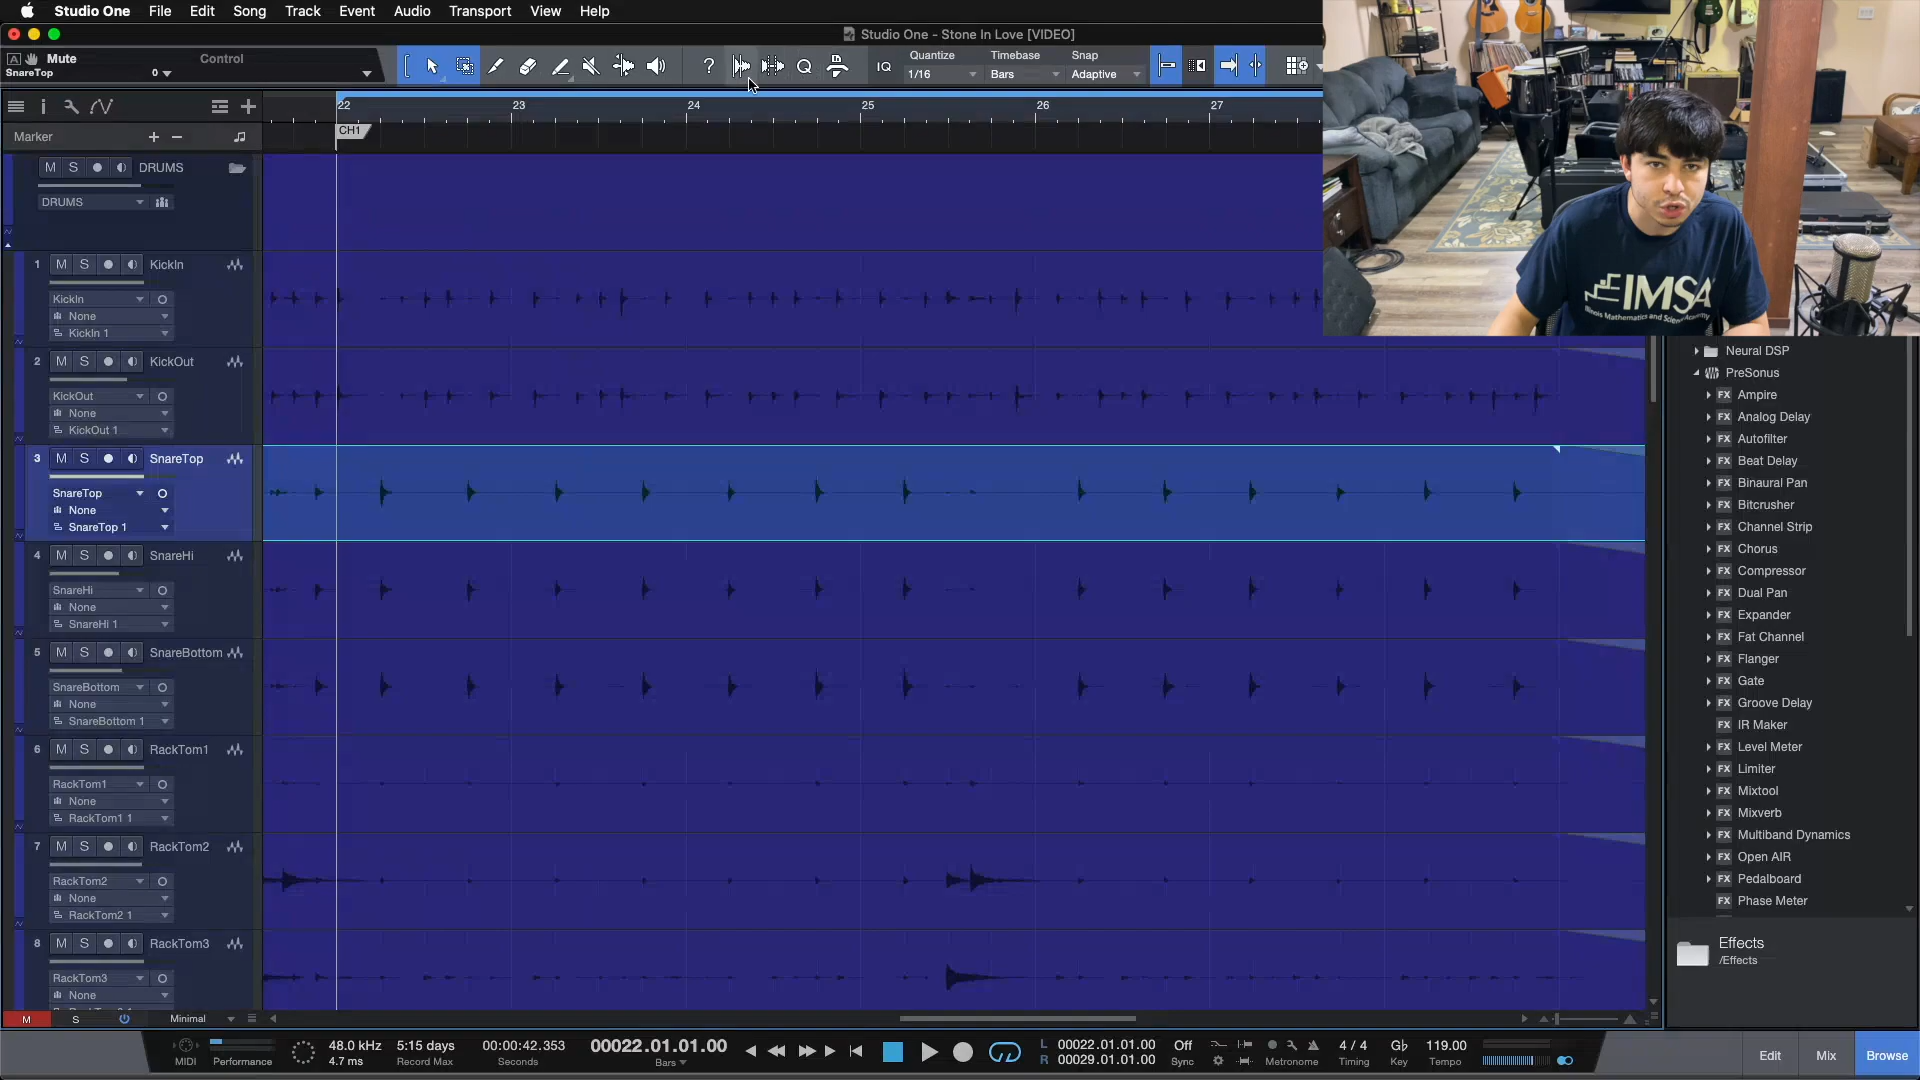 Studio One File Edit Song Track Event Audio Transport View Help
Studio One - Stone In Love [VIDEO]
A Mute Control
SnareTop 0
? Q IQ
Quantize Timebase Snap
1/16 Bars Adaptive
22 23 24 25 26 27
Marker + −
CH1
M S DRUMS
DRUMS
1 M S KickIn
KickIn
None
KickIn 1
2 M S KickOut
KickOut
None
KickOut 1
3 M S SnareTop
SnareTop
None
SnareTop 1
4 M S SnareHi
SnareHi
None
SnareHi 1
5 M S SnareBottom
SnareBottom
None
SnareBottom 1
6 M S RackTom1
RackTom1
None
RackTom1 1
7 M S RackTom2
RackTom2
None
RackTom2 1
8 M S RackTom3
RackTom3
None
M S Minimal
IMSA
Illinois Mathematics and Science Academy
Neural DSP
PreSonus
FX Ampire
FX Analog Delay
FX Autofilter
FX Beat Delay
FX Binaural Pan
FX Bitcrusher
FX Channel Strip
FX Chorus
FX Compressor
FX Dual Pan
FX Expander
FX Fat Channel
FX Flanger
FX Gate
FX Groove Delay
FX IR Maker
FX Level Meter
FX Limiter
FX Mixtool
FX Mixverb
FX Multiband Dynamics
FX Open AIR
FX Pedalboard
FX Phase Meter
Effects
/Effects
MIDI Performance
48.0 kHz
4.7 ms
5:15 days
Record Max
00:00:42.353
Seconds
00022.01.01.00
Bars
L 00022.01.01.00
R 00029.01.01.00
Off
Sync
Metronome
4 / 4
Timing
G♭
Key
119.00
Tempo
Edit Mix Browse